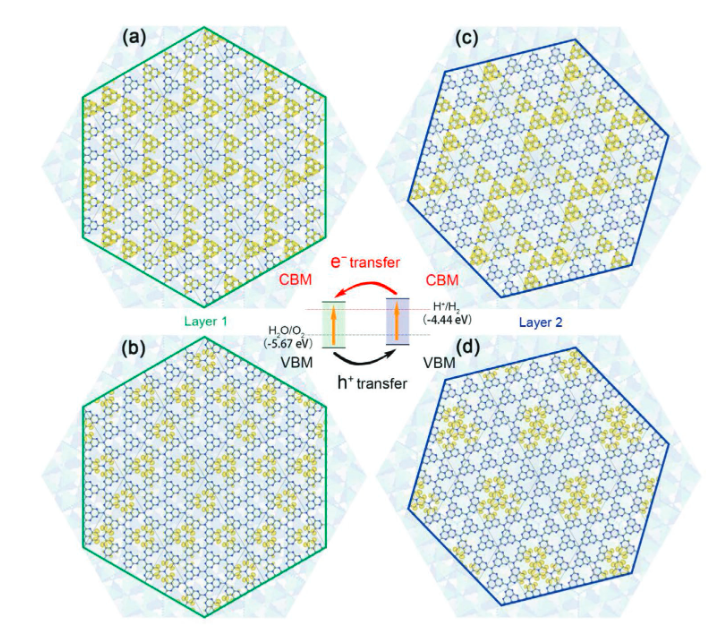 (a)
(c)
e⁻ transfer
CBM
CBM
H⁺/H₂
(-4.44 eV)
Layer 1
Layer 2
H₂O/O₂
(-5.67 eV)
VBM
VBM
h⁺ transfer
(b)
(d)